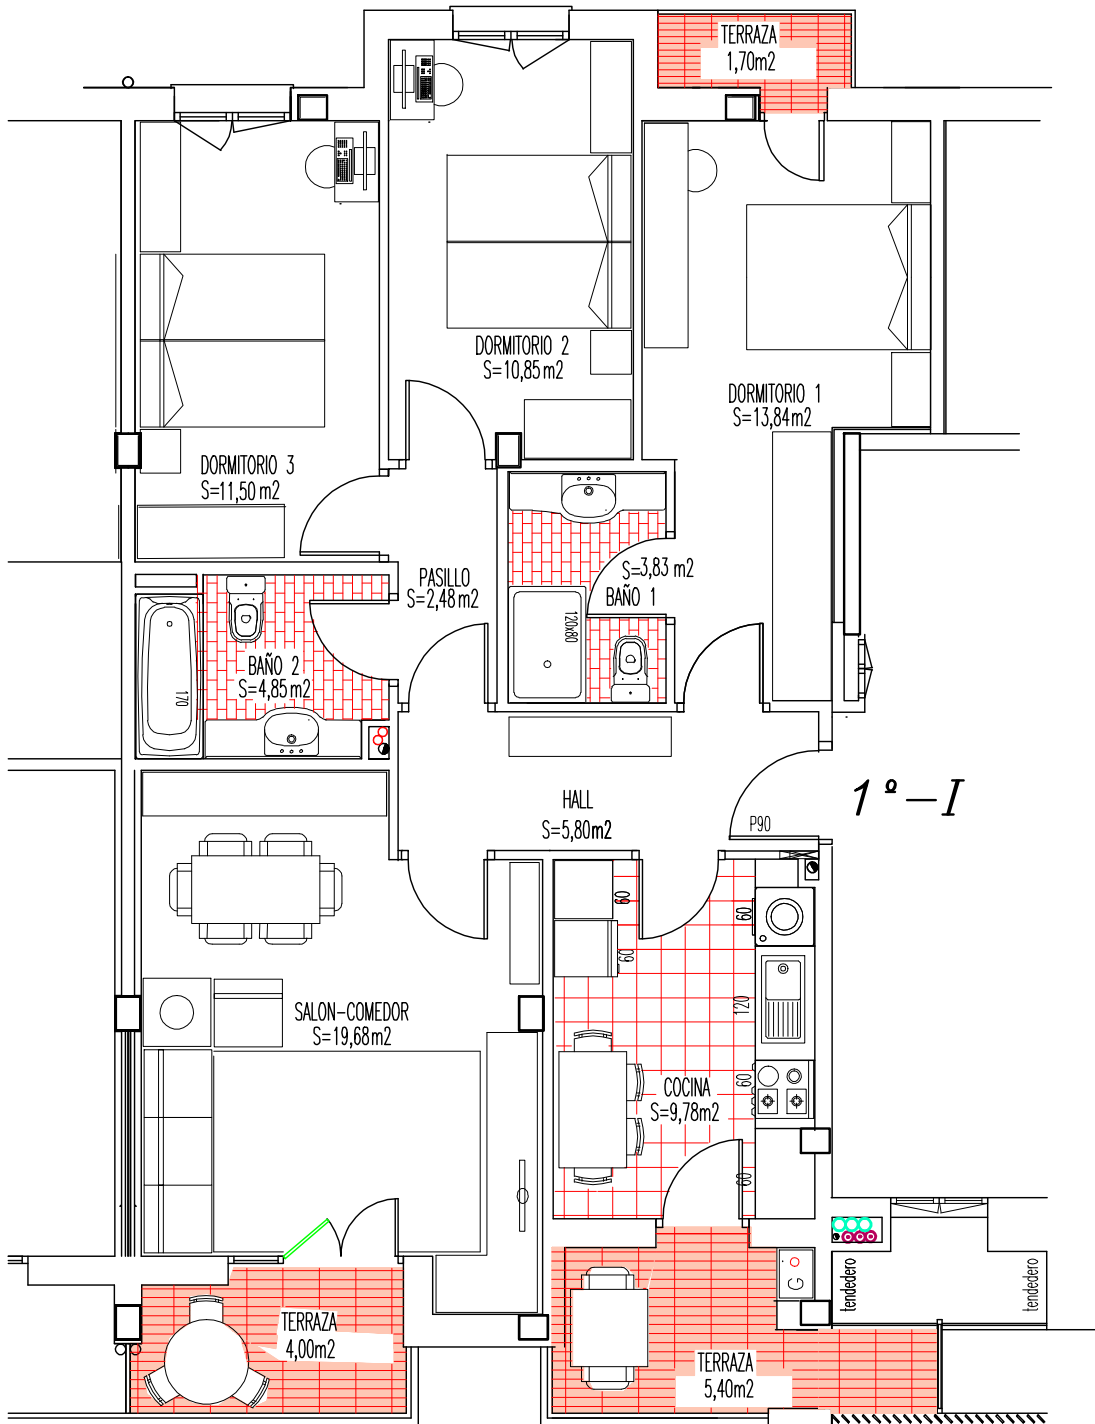 TERRAZA
1,70m2
DORMITORIO 2
S=10,85m2
DORMITORIO 1
S=13,84m2
DORMITORIO 3
S=11,50 m2
PASILLO
S=2,48m2
S=3,83 m2
BAÑO 1
120x80
BAÑO 2
S=4,85m2
170
HALL
S=5,80m2
P90
1º-I
60
60
60
120
SALON-COMEDOR
S=19,68m2
COCINA
S=9,78m2
60
60
TERRAZA
4,00m2
TERRAZA
5,40m2
G
tendedero
tendedero